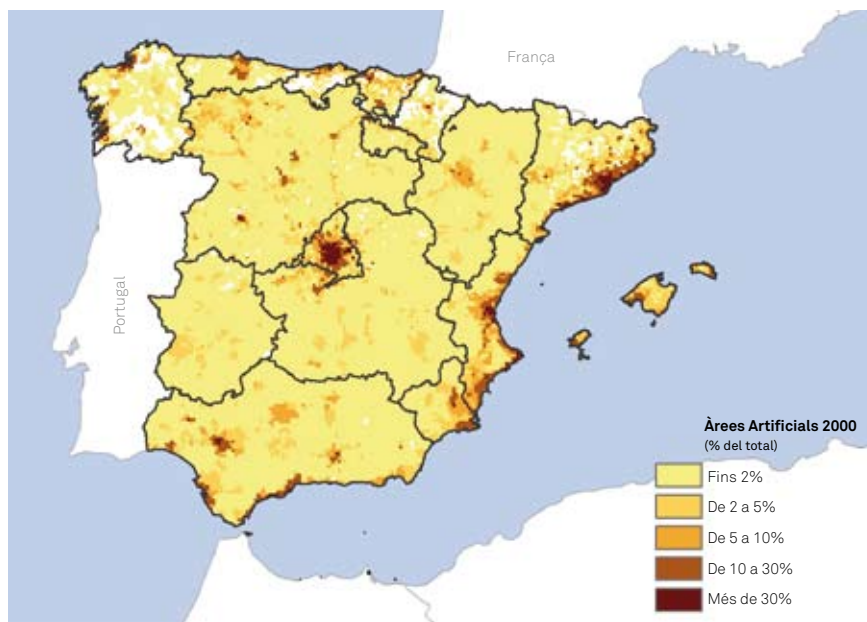 França
Portugal
Àrees Artificials 2000
(% del total)
Fins 2%
De 2 a 5%
De 5 a 10%
De 10 a 30%
Més de 30%